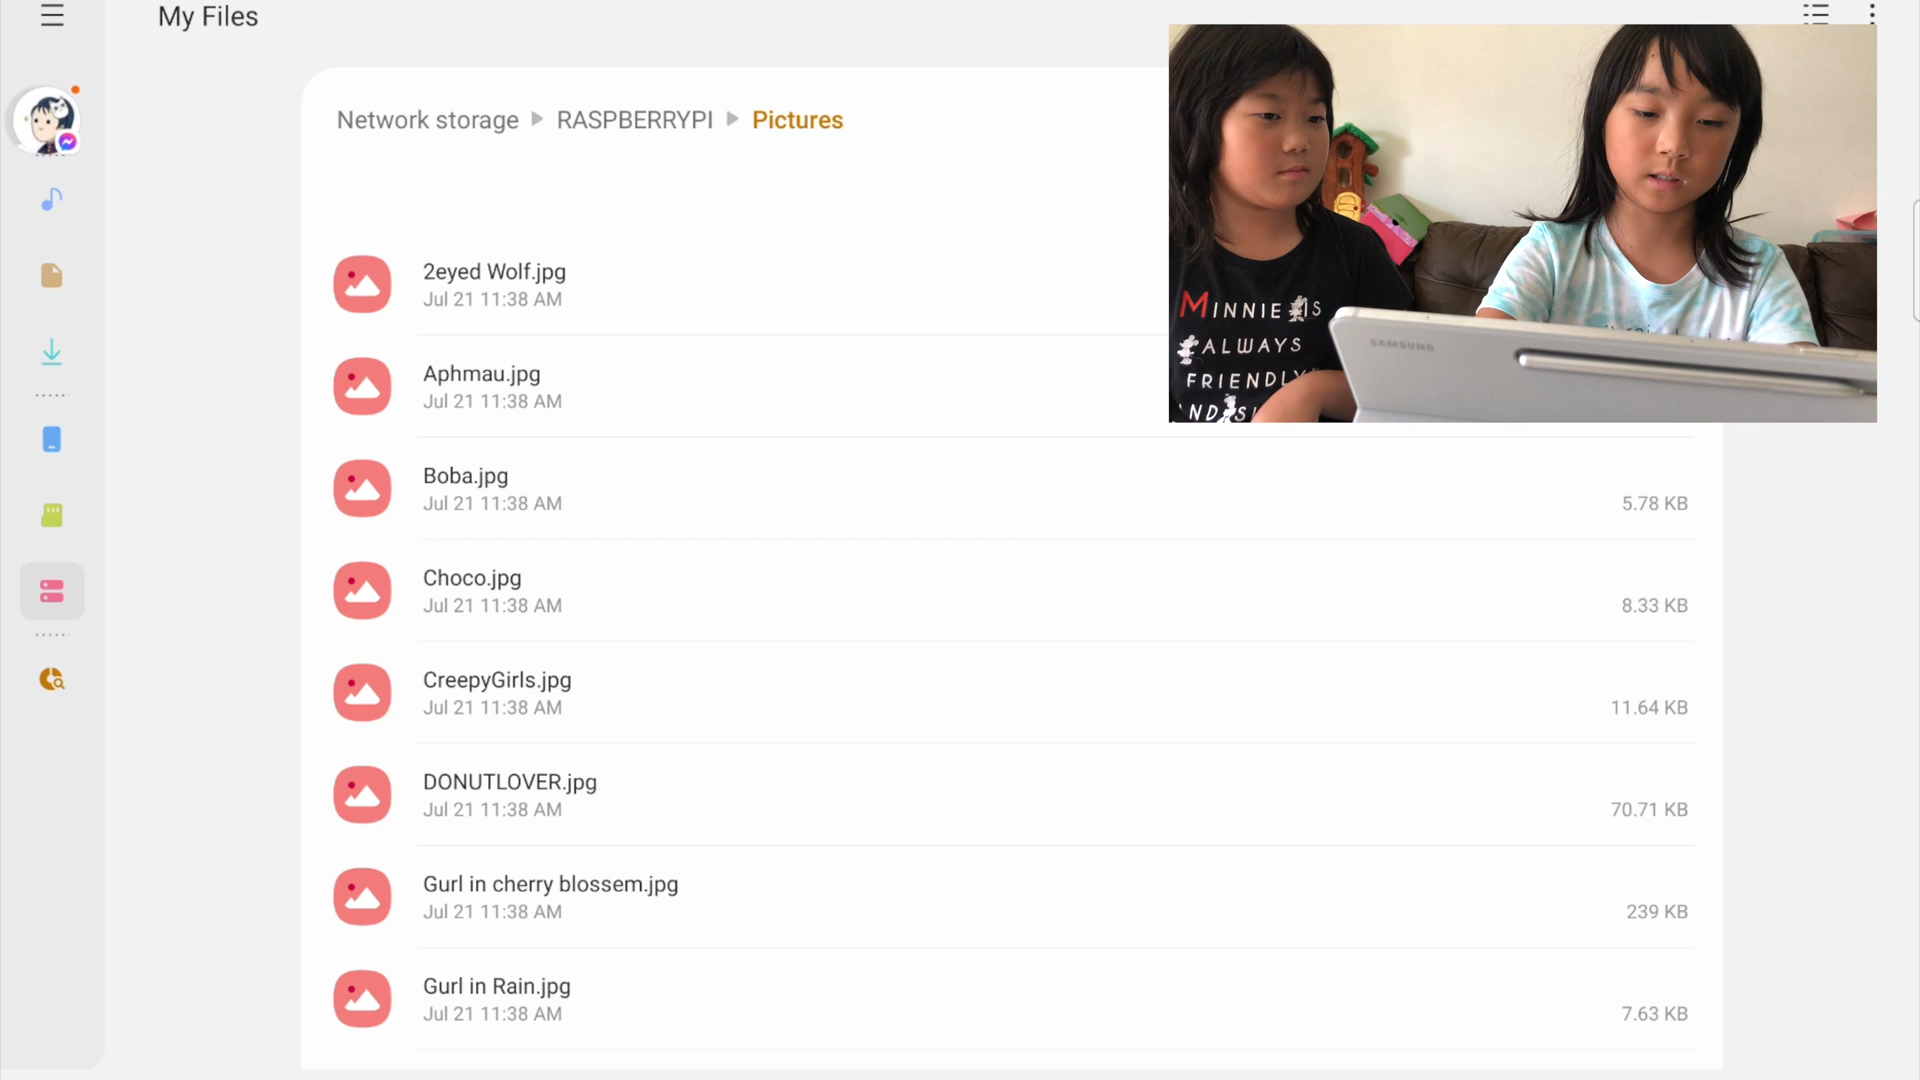 My Files
Network storage RASPBERRYPI Pictures
2eyed Wolf.jpg
Jul 21 11:38 AM
Aphmau.jpg
Jul 21 11:38 AM
Boba.jpg
Jul 21 11:38 AM
5.78 KB
Choco.jpg
Jul 21 11:38 AM
8.33 KB
CreepyGirls.jpg
Jul 21 11:38 AM
11.64 KB
DONUTLOVER.jpg
Jul 21 11:38 AM
70.71 KB
Gurl in cherry blossem.jpg
Jul 21 11:38 AM
239 KB
Gurl in Rain.jpg
Jul 21 11:38 AM
7.63 KB
MINNIE IS
ALWAYS
FRIENDLY
SAMSUNG